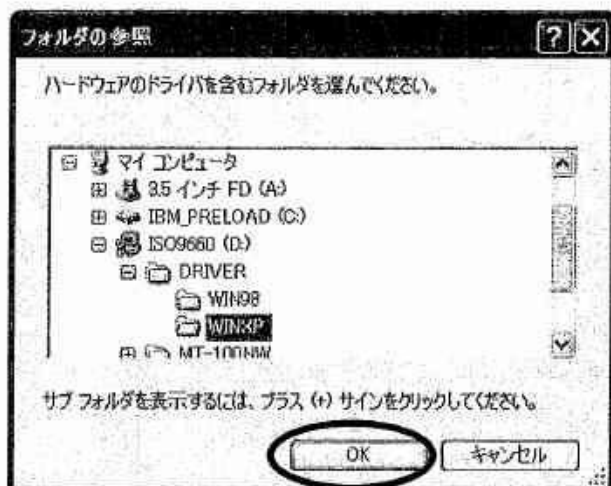 フォルダの参照
ハードウェアのドライバを含むフォルダを選んでください。
マイ コンピュータ
3.5 インチ FD (A:)
IBM_PRELOAD (C:)
ISO9660 (D:)
DRIVER
WIN98
WINXP
MT-100NW
サブ フォルダを表示するには、プラス (+) サインをクリックしてください。
OK
キャンセル